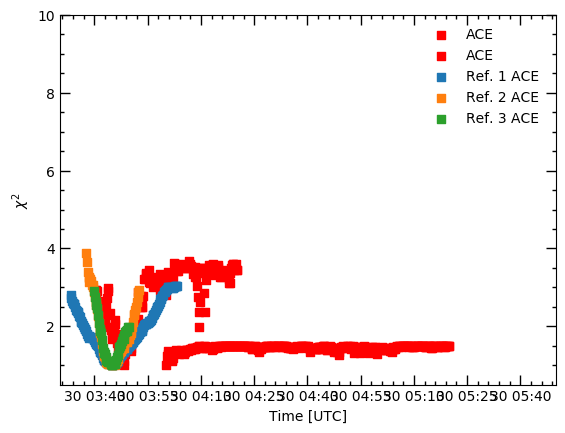 10
8
6
4
2
χ²
ACE
ACE
Ref. 1 ACE
Ref. 2 ACE
Ref. 3 ACE
30 03:40 30 03:55 30 04:10 30 04:25 30 04:40 30 04:55 30 05:10 30 05:25 30 05:40
Time [UTC]